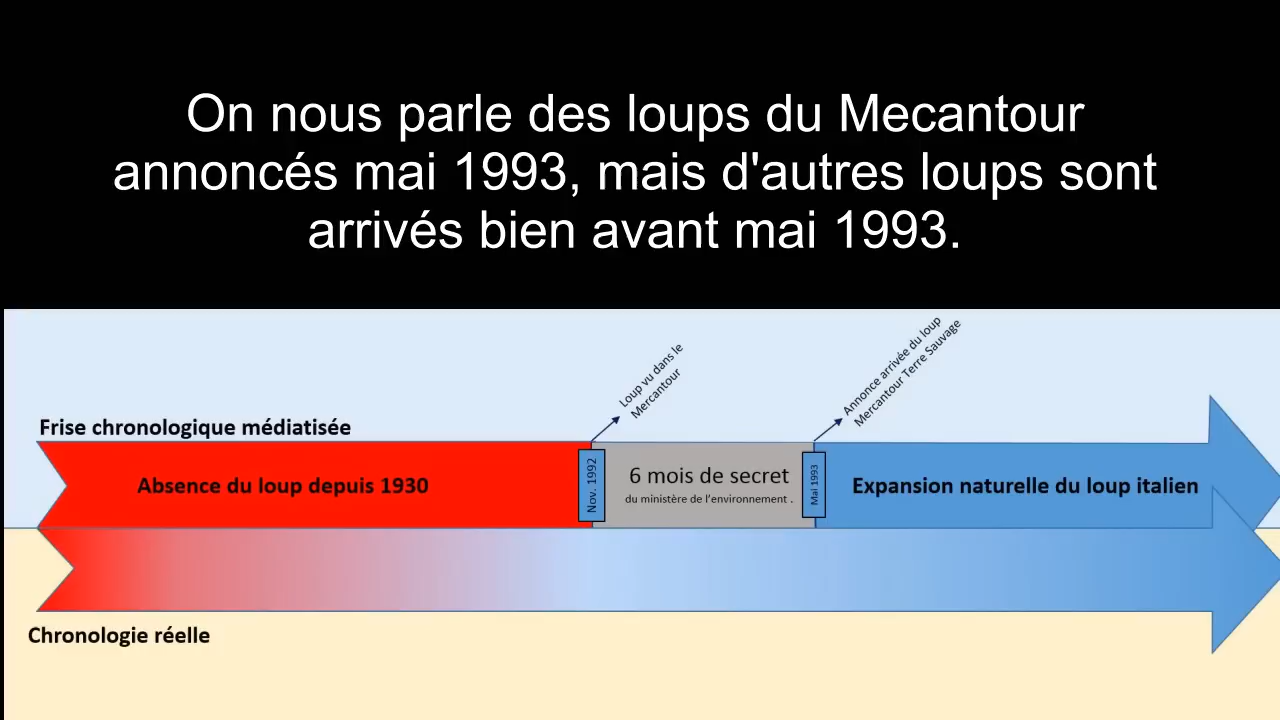 On nous parle des loups du Mecantour
annoncés mai 1993, mais d'autres loups sont
arrivés bien avant mai 1993.
Loup vu dans le
Mercantour
Annonce arrivée du loup
Mercantour Terre Sauvage
Frise chronologique médiatisée
Absence du loup depuis 1930
Nov. 1992
6 mois de secret
du ministère de l'environnement .
Mai 1993
Expansion naturelle du loup italien
Chronologie réelle